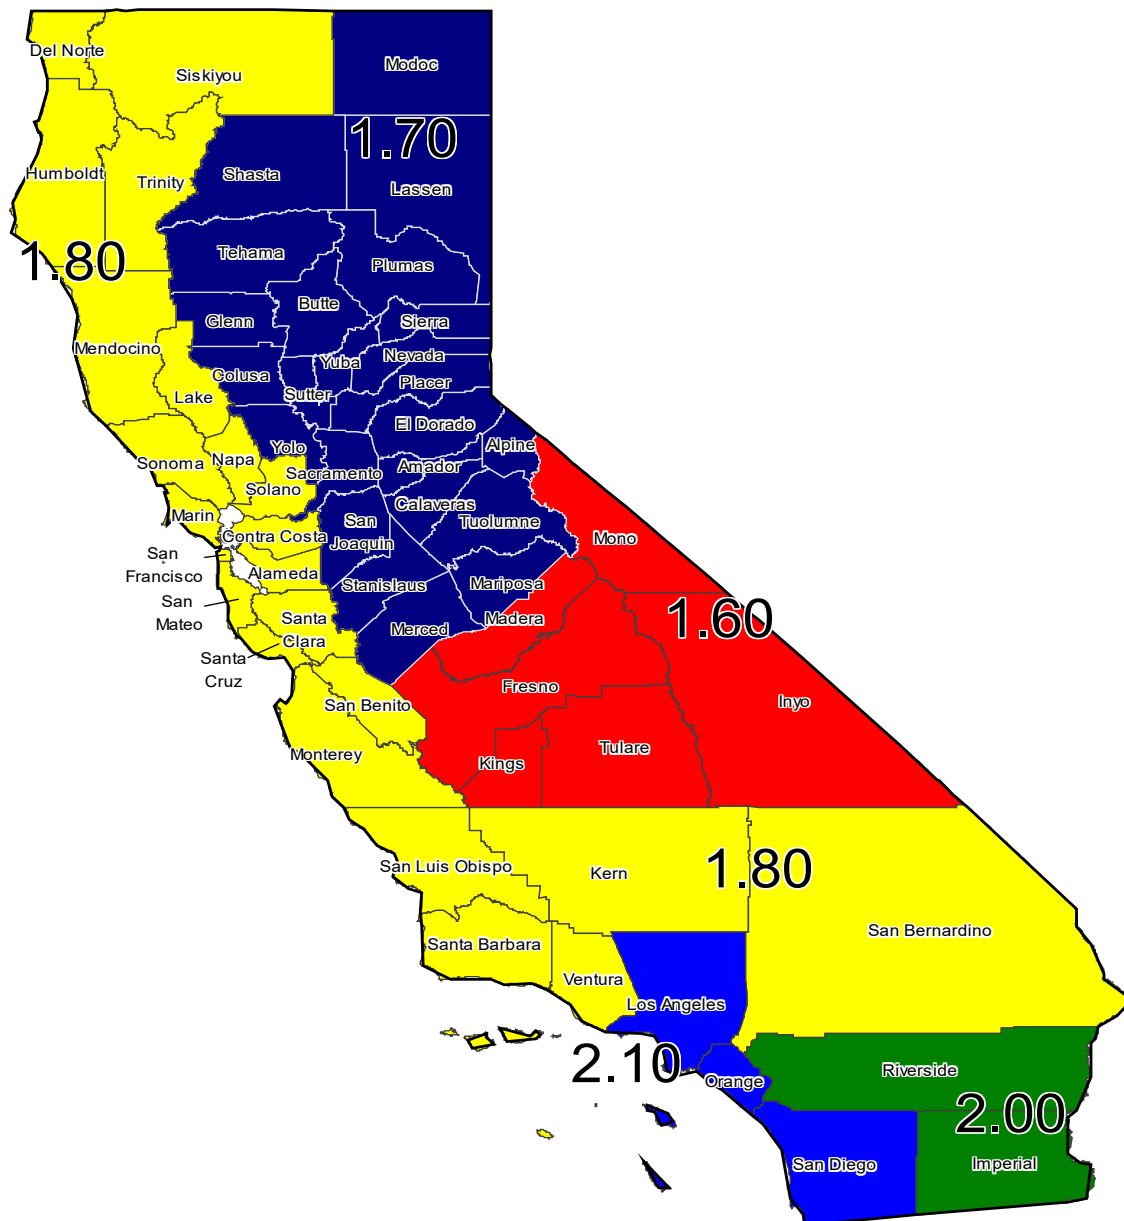 Del Norte
Siskiyou
Modoc
1.70
Shasta
Humboldt
Trinity
Lassen
1.80
Tehama
Plumas
Butte
Glenn
Sierra
Mendocino
Yuba
Nevada
Colusa
Placer
Lake
Sutter
El Dorado
Yolo
Alpine
Sonoma
Napa
Sacramento
Amador
Solano
Calaveras
Marin
San
Joaquin
Tuolumne
Contra Costa
Mono
San
Francisco
Alameda
Stanislaus
Mariposa
San
Mateo
Santa
Clara
Merced
Madera
1.60
Santa
Cruz
Fresno
Inyo
San Benito
Monterey
Kings
Tulare
San Luis Obispo
Kern
1.80
San Bernardino
Santa Barbara
Ventura
Los Angeles
2.10
Orange
Riverside
2.00
San Diego
Imperial